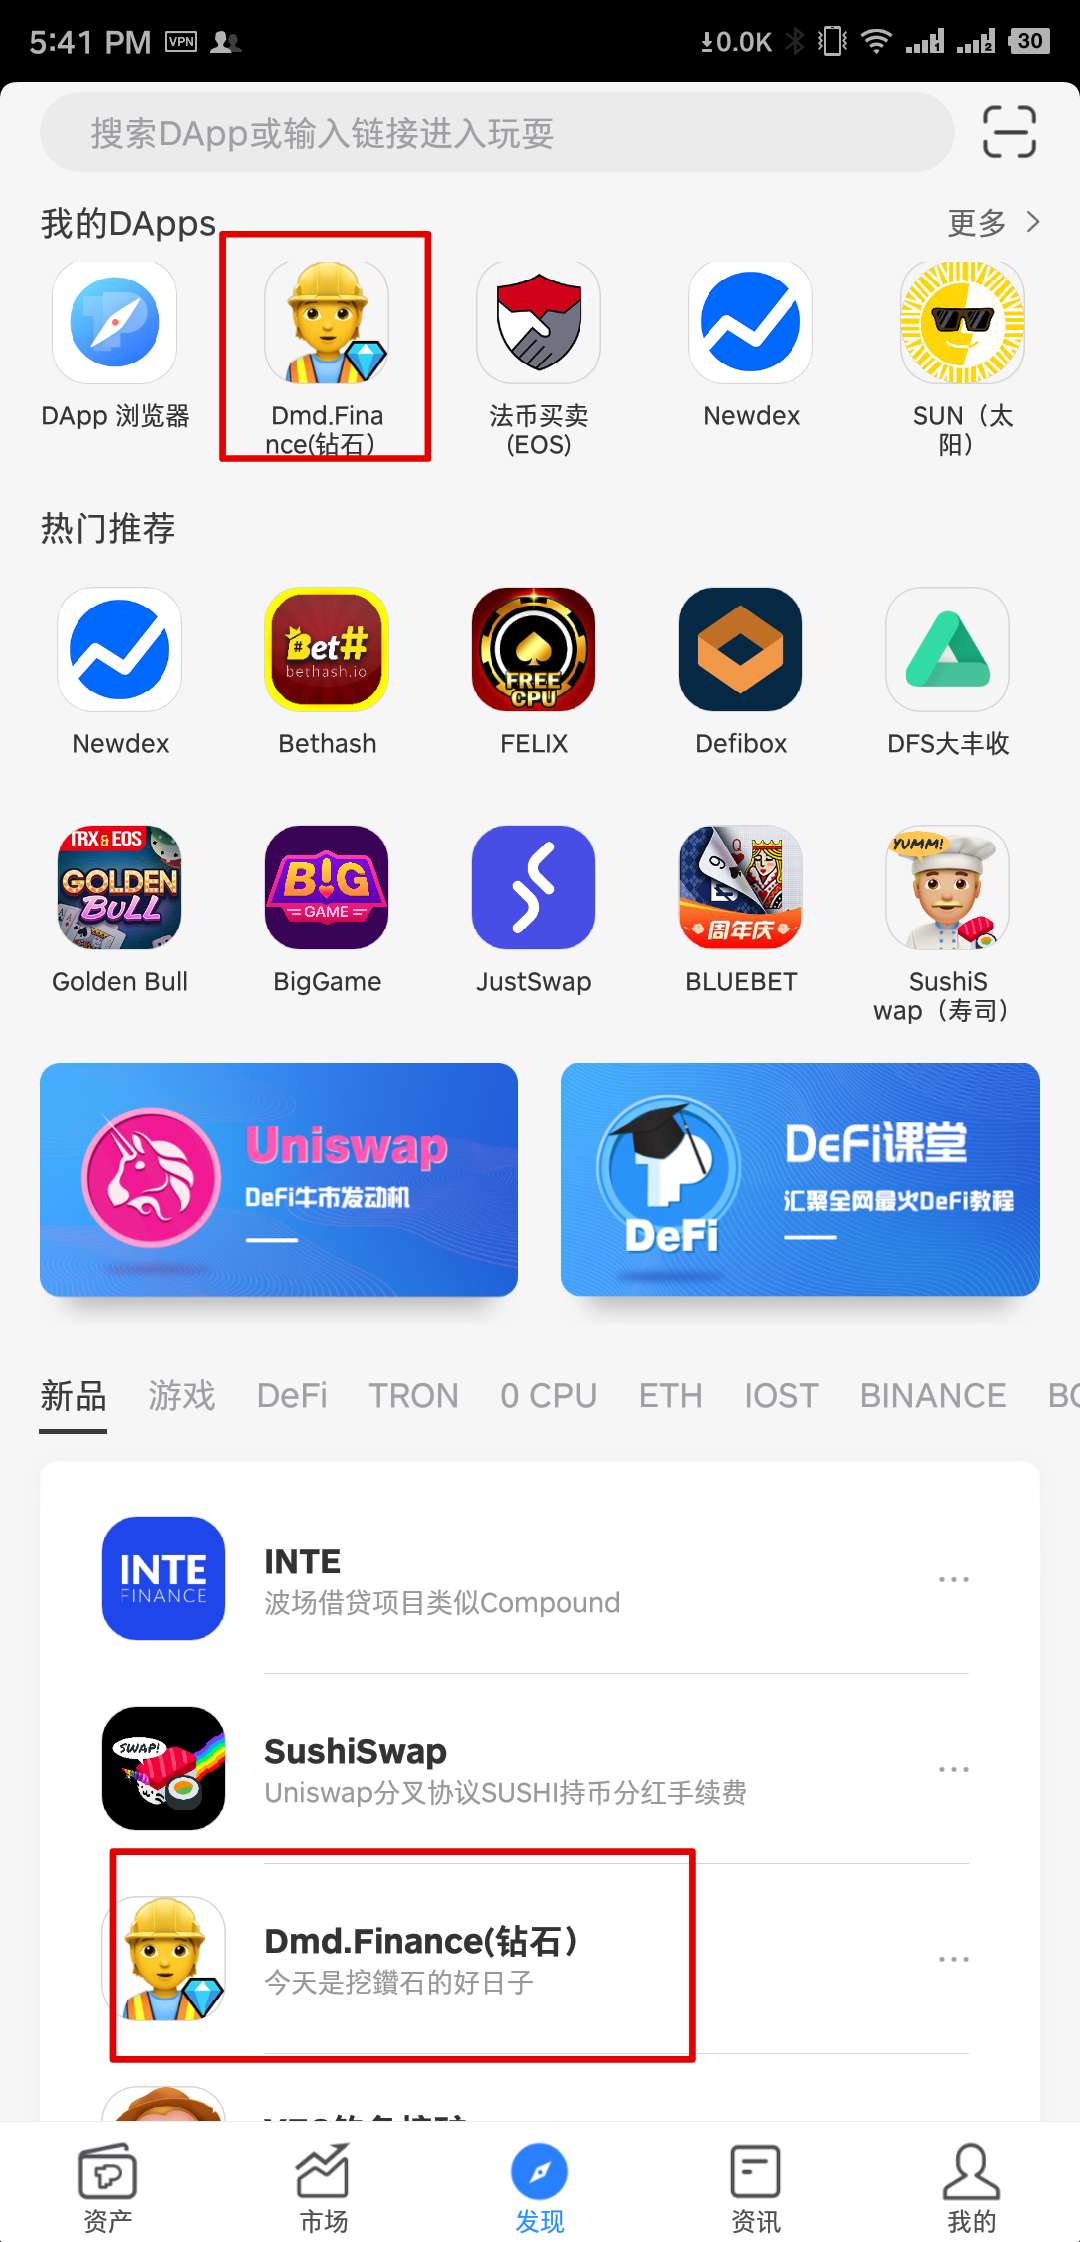 5:41 PM VPN 0.0K 1 2 30
搜索DApp或输入链接进入玩耍
我的DApps
更多
DApp 浏览器
Dmd.Fina
nce(钻石）
法币买卖
(EOS)
Newdex
SUN（太
阳）
热门推荐
Bet#
bethash.io
FREE
CPU
Newdex
Bethash
FELIX
Defibox
DFS大丰收
TRX&EOS
GOLDEN
BULL
B!G
GAME
9
Q
周年庆
YUMM!
Golden Bull
BigGame
JustSwap
BLUEBET
SushiS
wap（寿司）
Uniswap
DeFi牛市发动机
DeFi
DeFi课堂
汇聚全网最火DeFi教程
新品 游戏 DeFi TRON 0 CPU ETH IOST BINANCE
INTE
FINANCE
INTE
波场借贷项目类似Compound
SWAP!
SushiSwap
Uniswap分叉协议SUSHI持币分红手续费
Dmd.Finance(钻石）
今天是挖鑽石的好日子
资产 市场 发现 资讯 我的